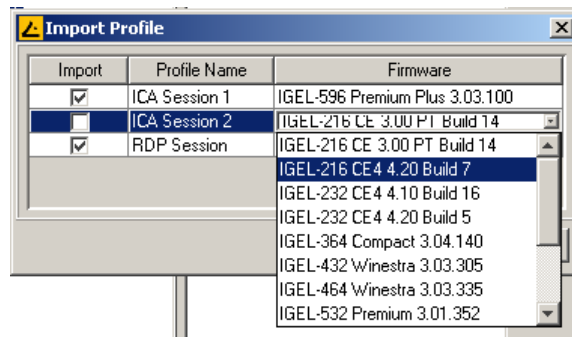 Import Profile
Import Profile Name Firmware
ICA Session 1 IGEL-596 Premium Plus 3.03.100
ICA Session 2 IGEL-216 CE 3.00 PT Build 14
RDP Session IGEL-216 CE 3.00 PT Build 14
IGEL-216 CE4 4.20 Build 7
IGEL-232 CE4 4.10 Build 16
IGEL-232 CE4 4.20 Build 5
IGEL-364 Compact 3.04.140
IGEL-432 Winestra 3.03.305
IGEL-464 Winestra 3.03.335
IGEL-532 Premium 3.01.352